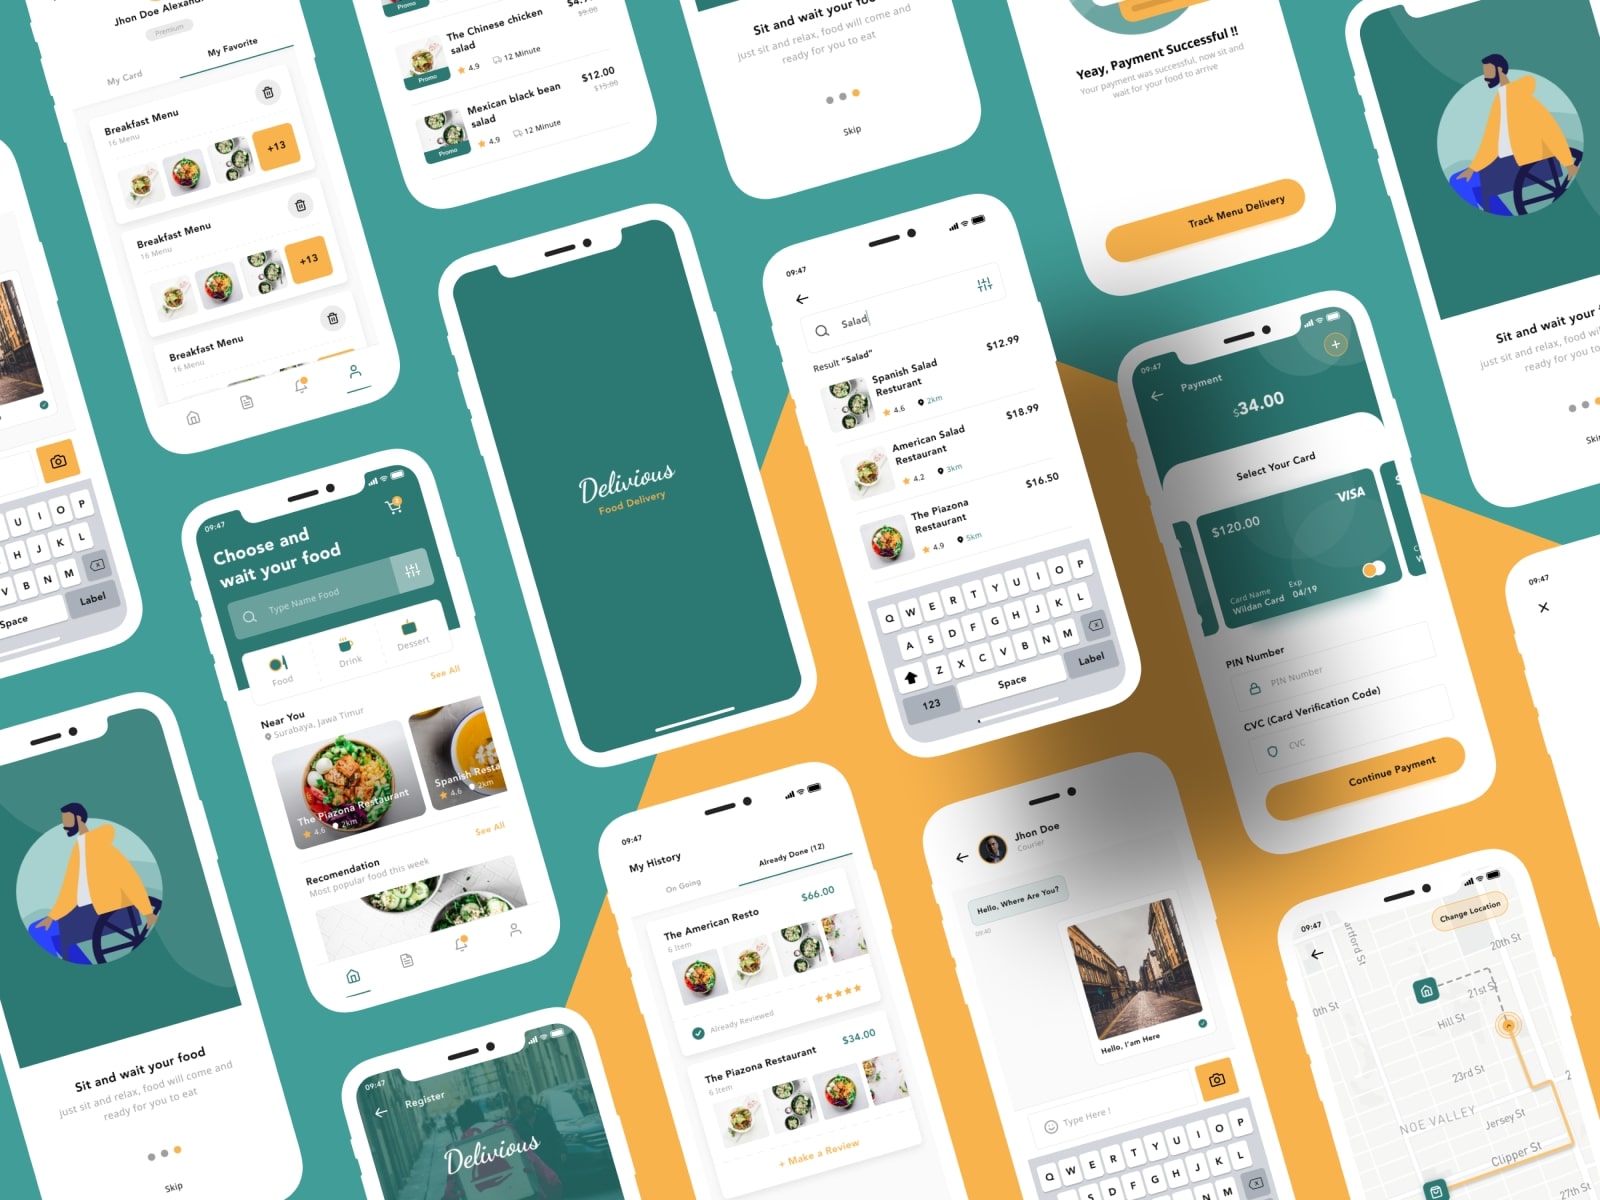 Jhon Doe Alexand
Premium
My Card
My Favorite
Breakfast Menu
16 Menu
+13
Breakfast Menu
16 Menu
+13
Breakfast Menu
16 Menu
U I O P
H J K L
V B N M
Space
Label
Promo
The Chinese chicken
salad
$9.00
4.9
12 Minute
Promo
Mexican black bean
salad
$12.00
$15.00
4.9
12 Minute
Promo
Sit and wait your fo
just sit and relax, food will come and
ready for you to eat
Skip
Yeay, Payment Successful !!
Your payment was successful, now sit and
wait for your food to arrive
Track Menu Delivery
Sit and wait your
just sit and relax, food
ready for you to
Skip
09:47
Choose and
wait your food
Type Name Food
Food
Drink
Dessert
See All
Near You
Surabaya, Jawa Timur
The Piazona Restaurant
4.6
2km
Spanish Resta
4.6
2km
See All
Recomendation
Most popular food this week
Delivious
Food Delivery
09:47
Salad
Result "Salad"
Spanish Salad
Resturant
$12.99
4.6
2km
American Salad
Restaurant
$18.99
4.2
3km
The Piazona
Restaurant
$16.50
4.9
5km
Q W E R T Y U I O P
A S D F G H J K L
Z X C V B N M
123
Space
Label
09:47
Payment
$34.00
Select Your Card
VISA
$120.00
Card Name
Wildan Card
Exp
04/19
PIN Number
PIN Number
CVC (Card Verification Code)
CVC
Continue Payment
09:47
Sit and wait your food
just sit and relax, food will come and
ready for you to eat
Skip
09:47
Register
Delivious
09:47
My History
On Going
Already Done (12)
The American Resto
$66.00
6 Item
Already Reviewed
The Piazona Restaurant
$34.00
6 Item
+ Make a Review
Jhon Doe
Courier
Hello, Where Are You?
09:40
Hello, I'am Here
Type Here !
Q W E R T Y U I O P
S D F G H J K L
09:47
Change Location
artford St
20th St
0th St
21st S
Hill St
23rd St
NOE VALLEY
Jersey St
Clipper St
27th St